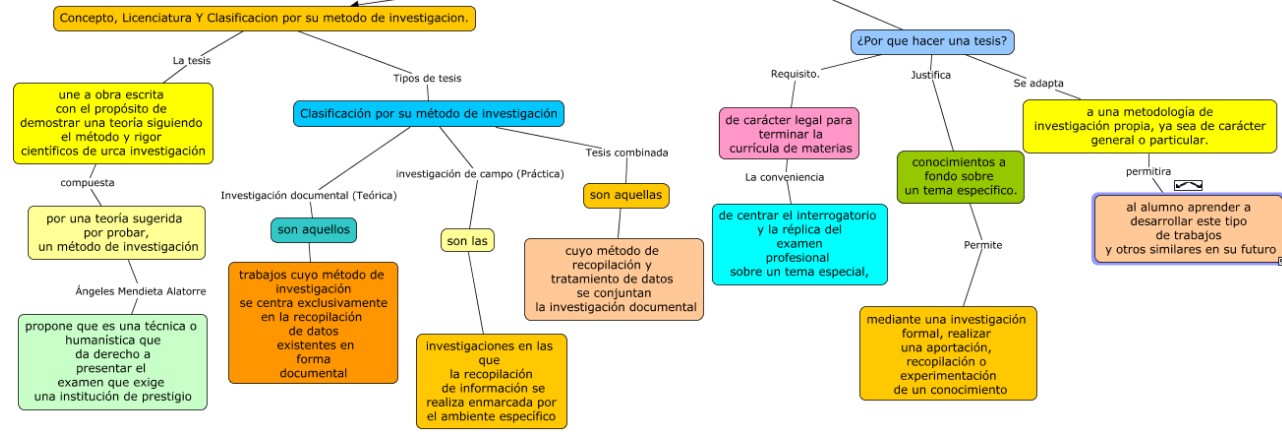 Concepto, Licenciatura Y Clasificacion por su metodo de investigacion.
La tesis
une a obra escrita
con el propósito de
demostrar una teoría siguiendo
el método y rigor
científicos de urca investigación
compuesta
por una teoría sugerida
por probar,
un método de investigación
Ángeles Mendieta Alatorre
propone que es una técnica o
humanística que
da derecho a
presentar el
examen que exige
una institución de prestigio
Tipos de tesis
Clasificación por su método de investigación
Investigación documental (Teórica)
son aquellos
trabajos cuyo método de
investigación
se centra exclusivamente
en la recopilación
de datos
existentes en
forma
documental
investigación de campo (Práctica)
son las
investigaciones en las
que
la recopilación
de información se
realiza enmarcada por
el ambiente específico
Tesis combinada
son aquellas
cuyo método de
recopilación y
tratamiento de datos
se conjuntan
la investigación documental
¿Por que hacer una tesis?
Requisito.
de carácter legal para
terminar la
currícula de materias
La conveniencia
de centrar el interrogatorio
y la réplica del
examen
profesional
sobre un tema especial,
Justifica
conocimientos a
fondo sobre
un tema específico.
Permite
mediante una investigación
formal, realizar
una aportación,
recopilación o
experimentación
de un conocimiento
Se adapta
a una metodología de
investigación propia, ya sea de carácter
general o particular.
permitira
al alumno aprender a
desarrollar este tipo
de trabajos
y otros similares en su futuro